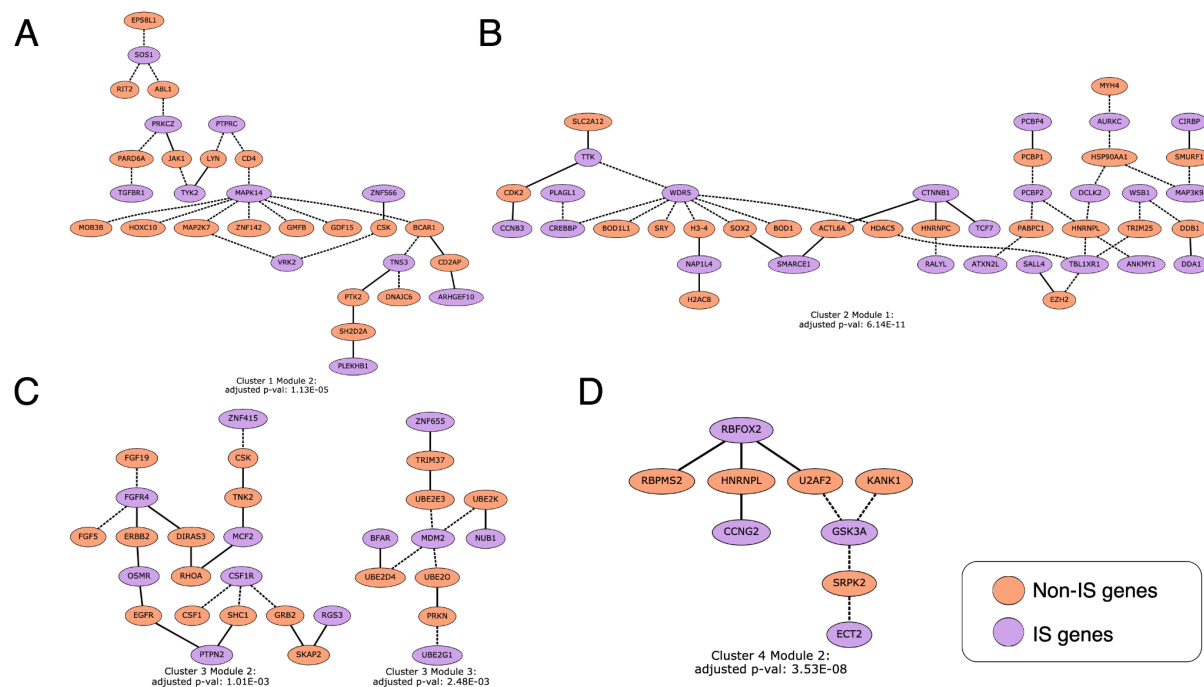 A
EPS8L1
SOS1
RIT2
ABL1
PRKCZ
PTPRC
PARD6A
JAK1
LYN
CD4
TGFBR1
TYK2
MAPK14
ZNF566
MOB3B
HOXC10
MAP2K7
ZNF142
GMFB
GDF15
CSK
BCAR1
VRK2
TNS3
CD2AP
PTK2
DNAJC6
ARHGEF10
SH2D2A
PLEKHB1
Cluster 1 Module 2:
adjusted p-val: 1.13E-05
B
MYH4
SLC2A12
PCBP4
AURKC
CIRBP
TTK
PCBP1
HSP90AA1
SMURF1
CDK2
PLAGL1
WDR5
CTNNB1
PCBP2
DCLK2
WSB1
MAP3K9
CCNB3
CREBBP
BOD1L1
SRY
H3-4
SOX2
BOD1
ACTL6A
HDAC5
HNRNPC
TCF7
PABPC1
HNRNPL
TRIM25
DDB1
NAP1L4
SMARCE1
RALYL
ATXN2L
SALL4
TBL1XR1
ANKMY1
DDA1
H2AC8
EZH2
Cluster 2 Module 1:
adjusted p-val: 6.14E-11
C
ZNF415
FGF19
CSK
FGFR4
TNK2
FGF5
ERBB2
DIRAS3
MCF2
OSMR
RHOA
CSF1R
EGFR
CSF1
SHC1
GRB2
RGS3
PTPN2
SKAP2
Cluster 3 Module 2:
adjusted p-val: 1.01E-03
ZNF655
TRIM37
UBE2E3
UBE2K
BFAR
MDM2
NUB1
UBE2D4
UBE2O
PRKN
UBE2G1
Cluster 3 Module 3:
adjusted p-val: 2.48E-03
D
RBFOX2
RBPMS2
HNRNPL
U2AF2
KANK1
CCNG2
GSK3A
SRPK2
ECT2
Cluster 4 Module 2:
adjusted p-val: 3.53E-08
Non-IS genes
IS genes